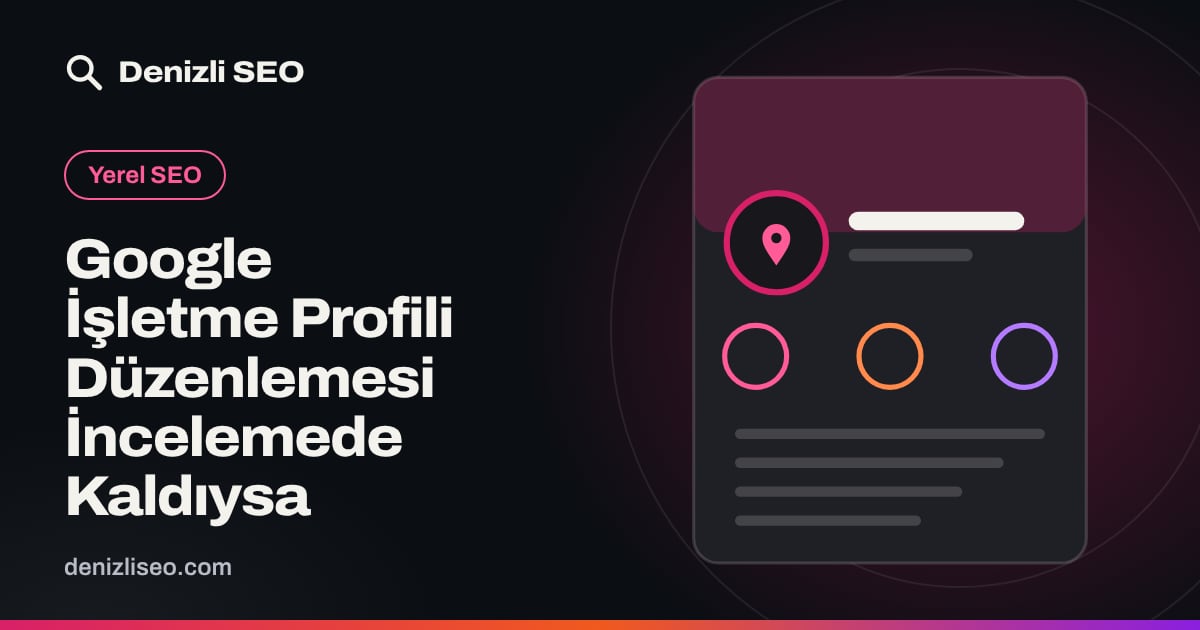 Denizli SEO
Yerel SEO
Google
İşletme Profili
Düzenlemesi
İncelemede
Kaldıysa
denizliseo.com